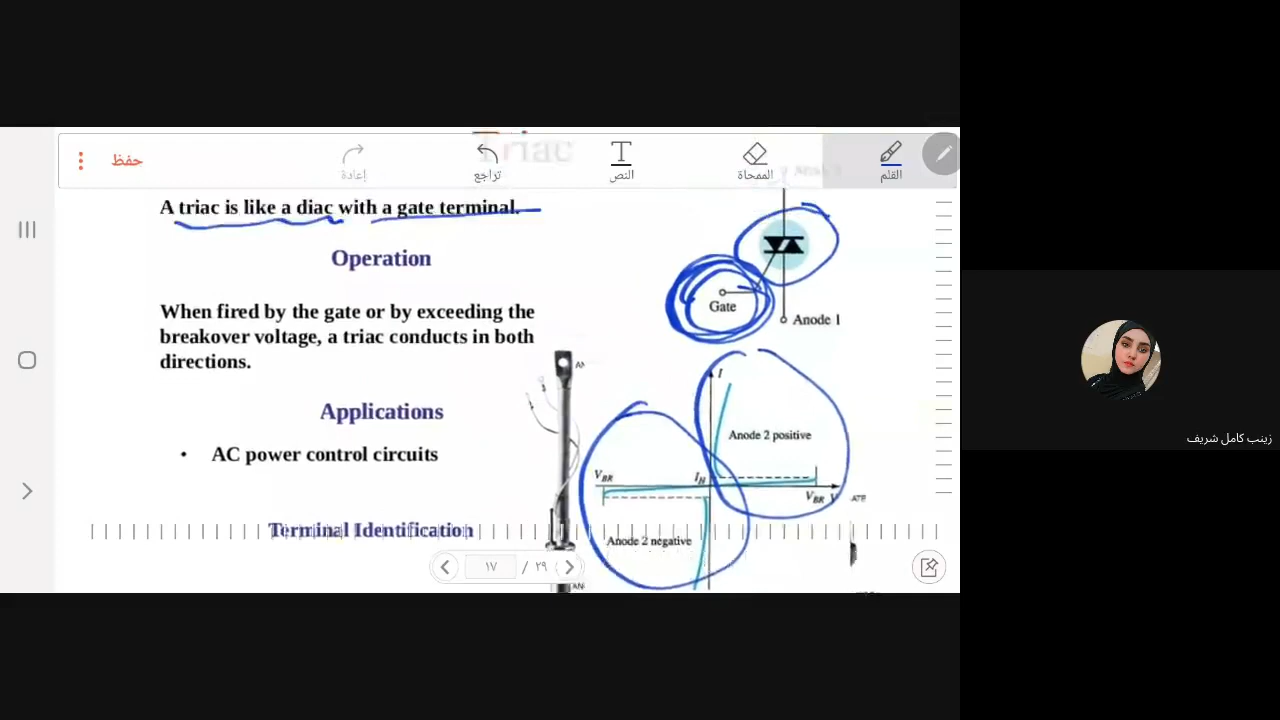 Triac
حفظ
إعادة
تراجع
النص
الممحاة
القلم
A triac is like a diac with a gate terminal.
Operation
When fired by the gate or by exceeding the
breakover voltage, a triac conducts in both
directions.
Applications
• AC power control circuits
Terminal Identification
Gate
Anode 1
I
Anode 2 positive
VBR
IH
VBR V
Anode 2 negative
١٧ / ٢٩
زينب كامل شريف